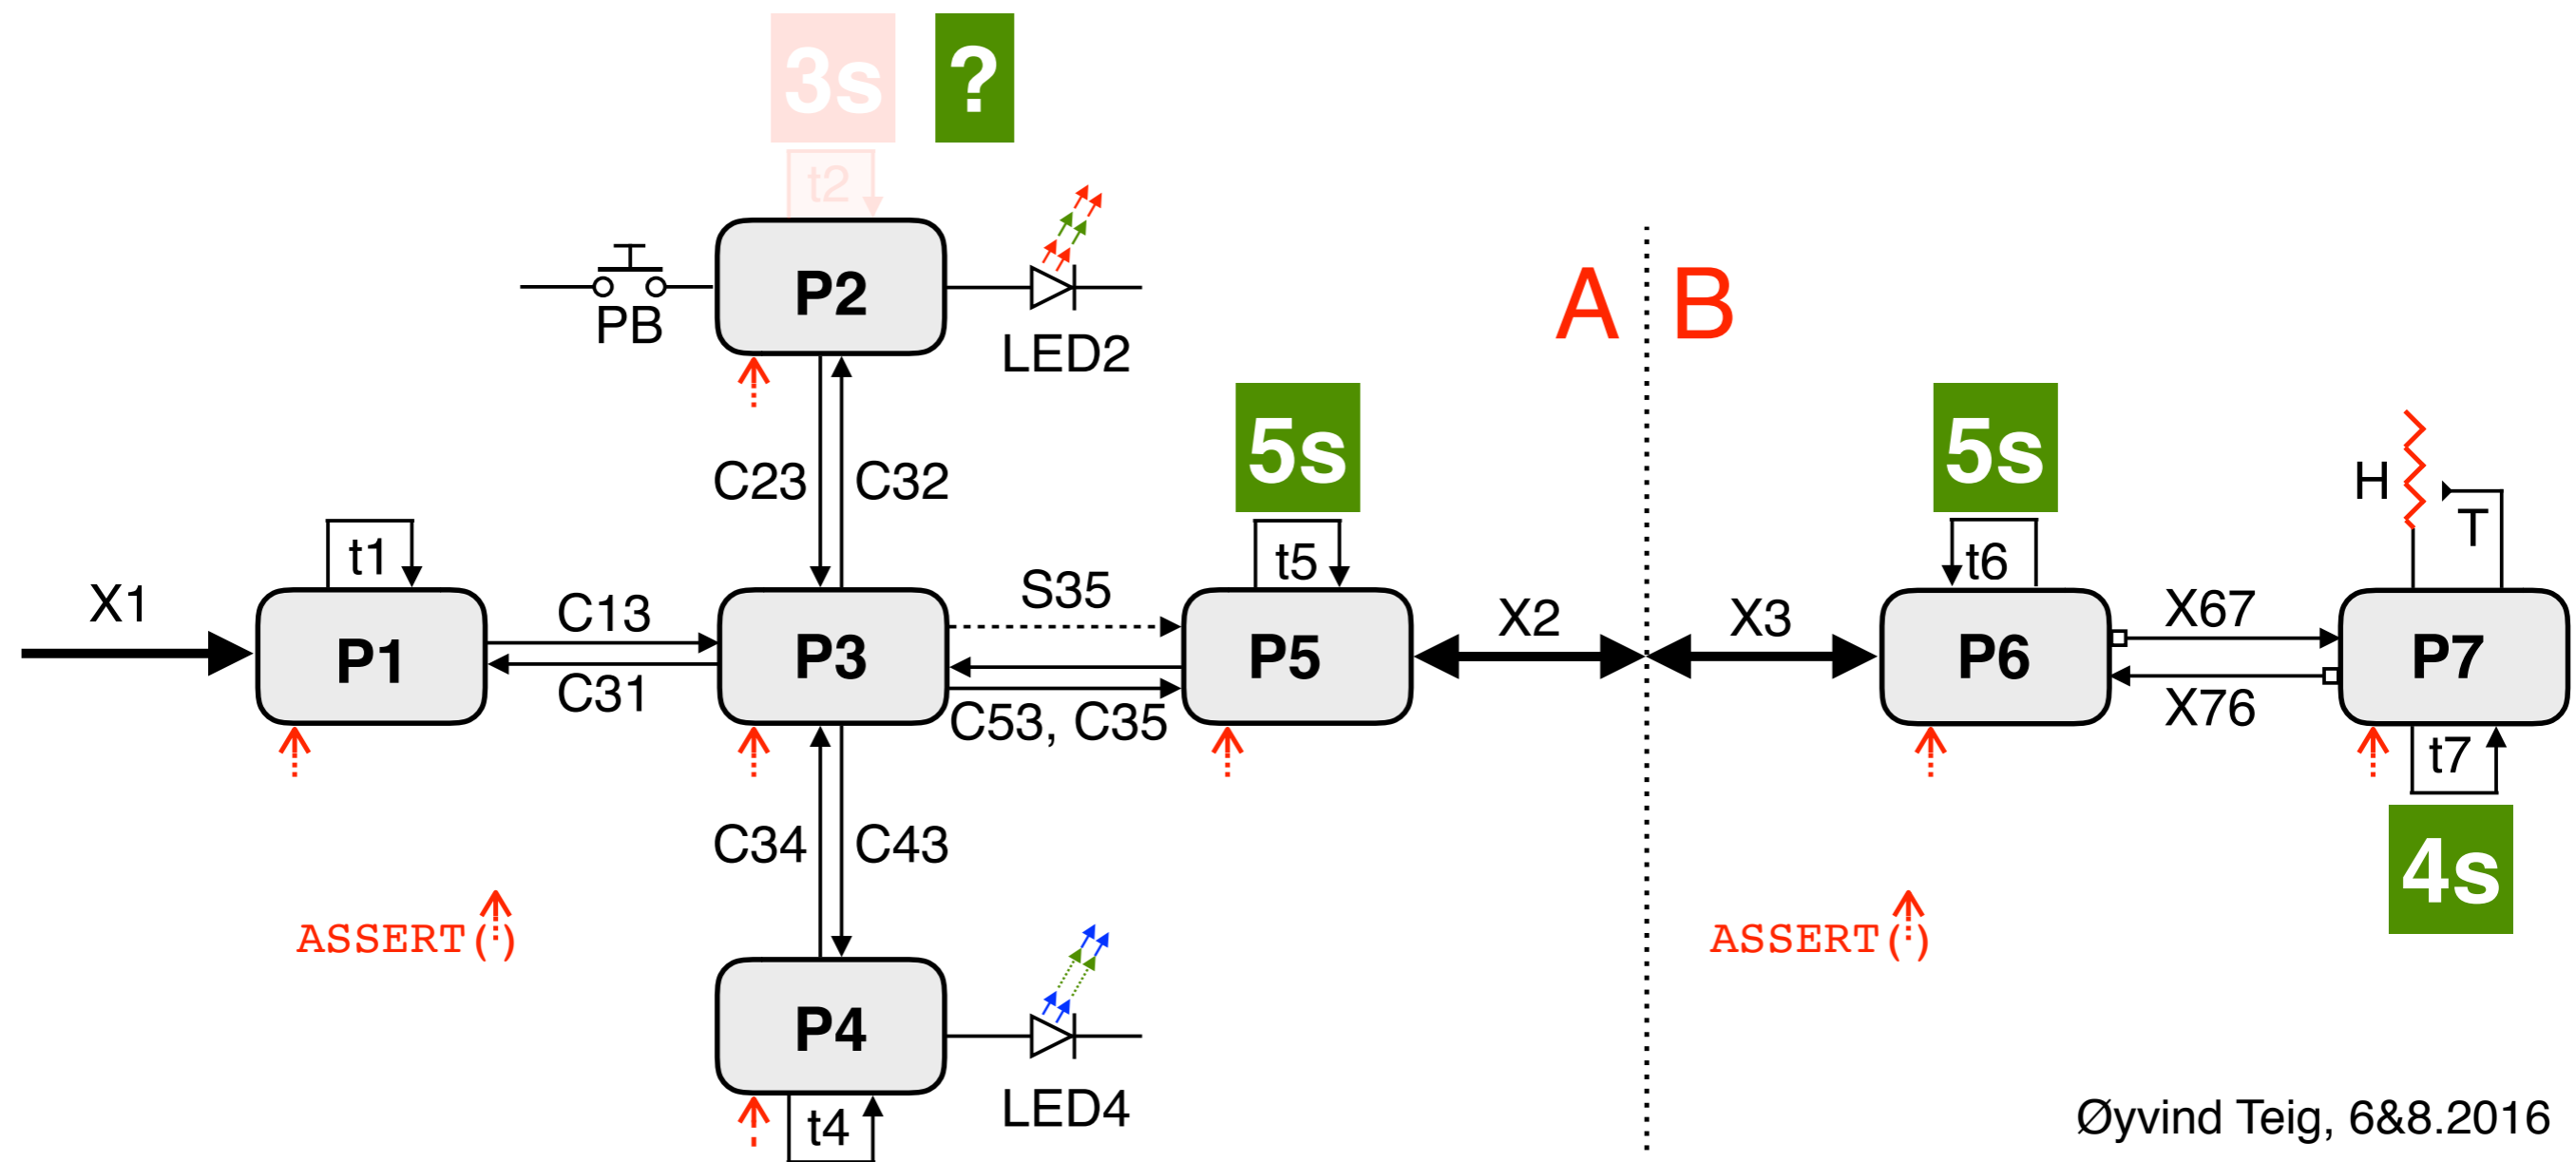 3s ?
t2
P2
PB
LED2
A B
C23 C32
5s
5s
H
T
t1
t5
t6
X1
C13
S35
X2
X3
X67
P1
P3
P5
P6
P7
C31
C53, C35
X76
t7
C34 C43
4s
ASSERT( )
ASSERT( )
P4
LED4
t4
Øyvind Teig, 6&8.2016